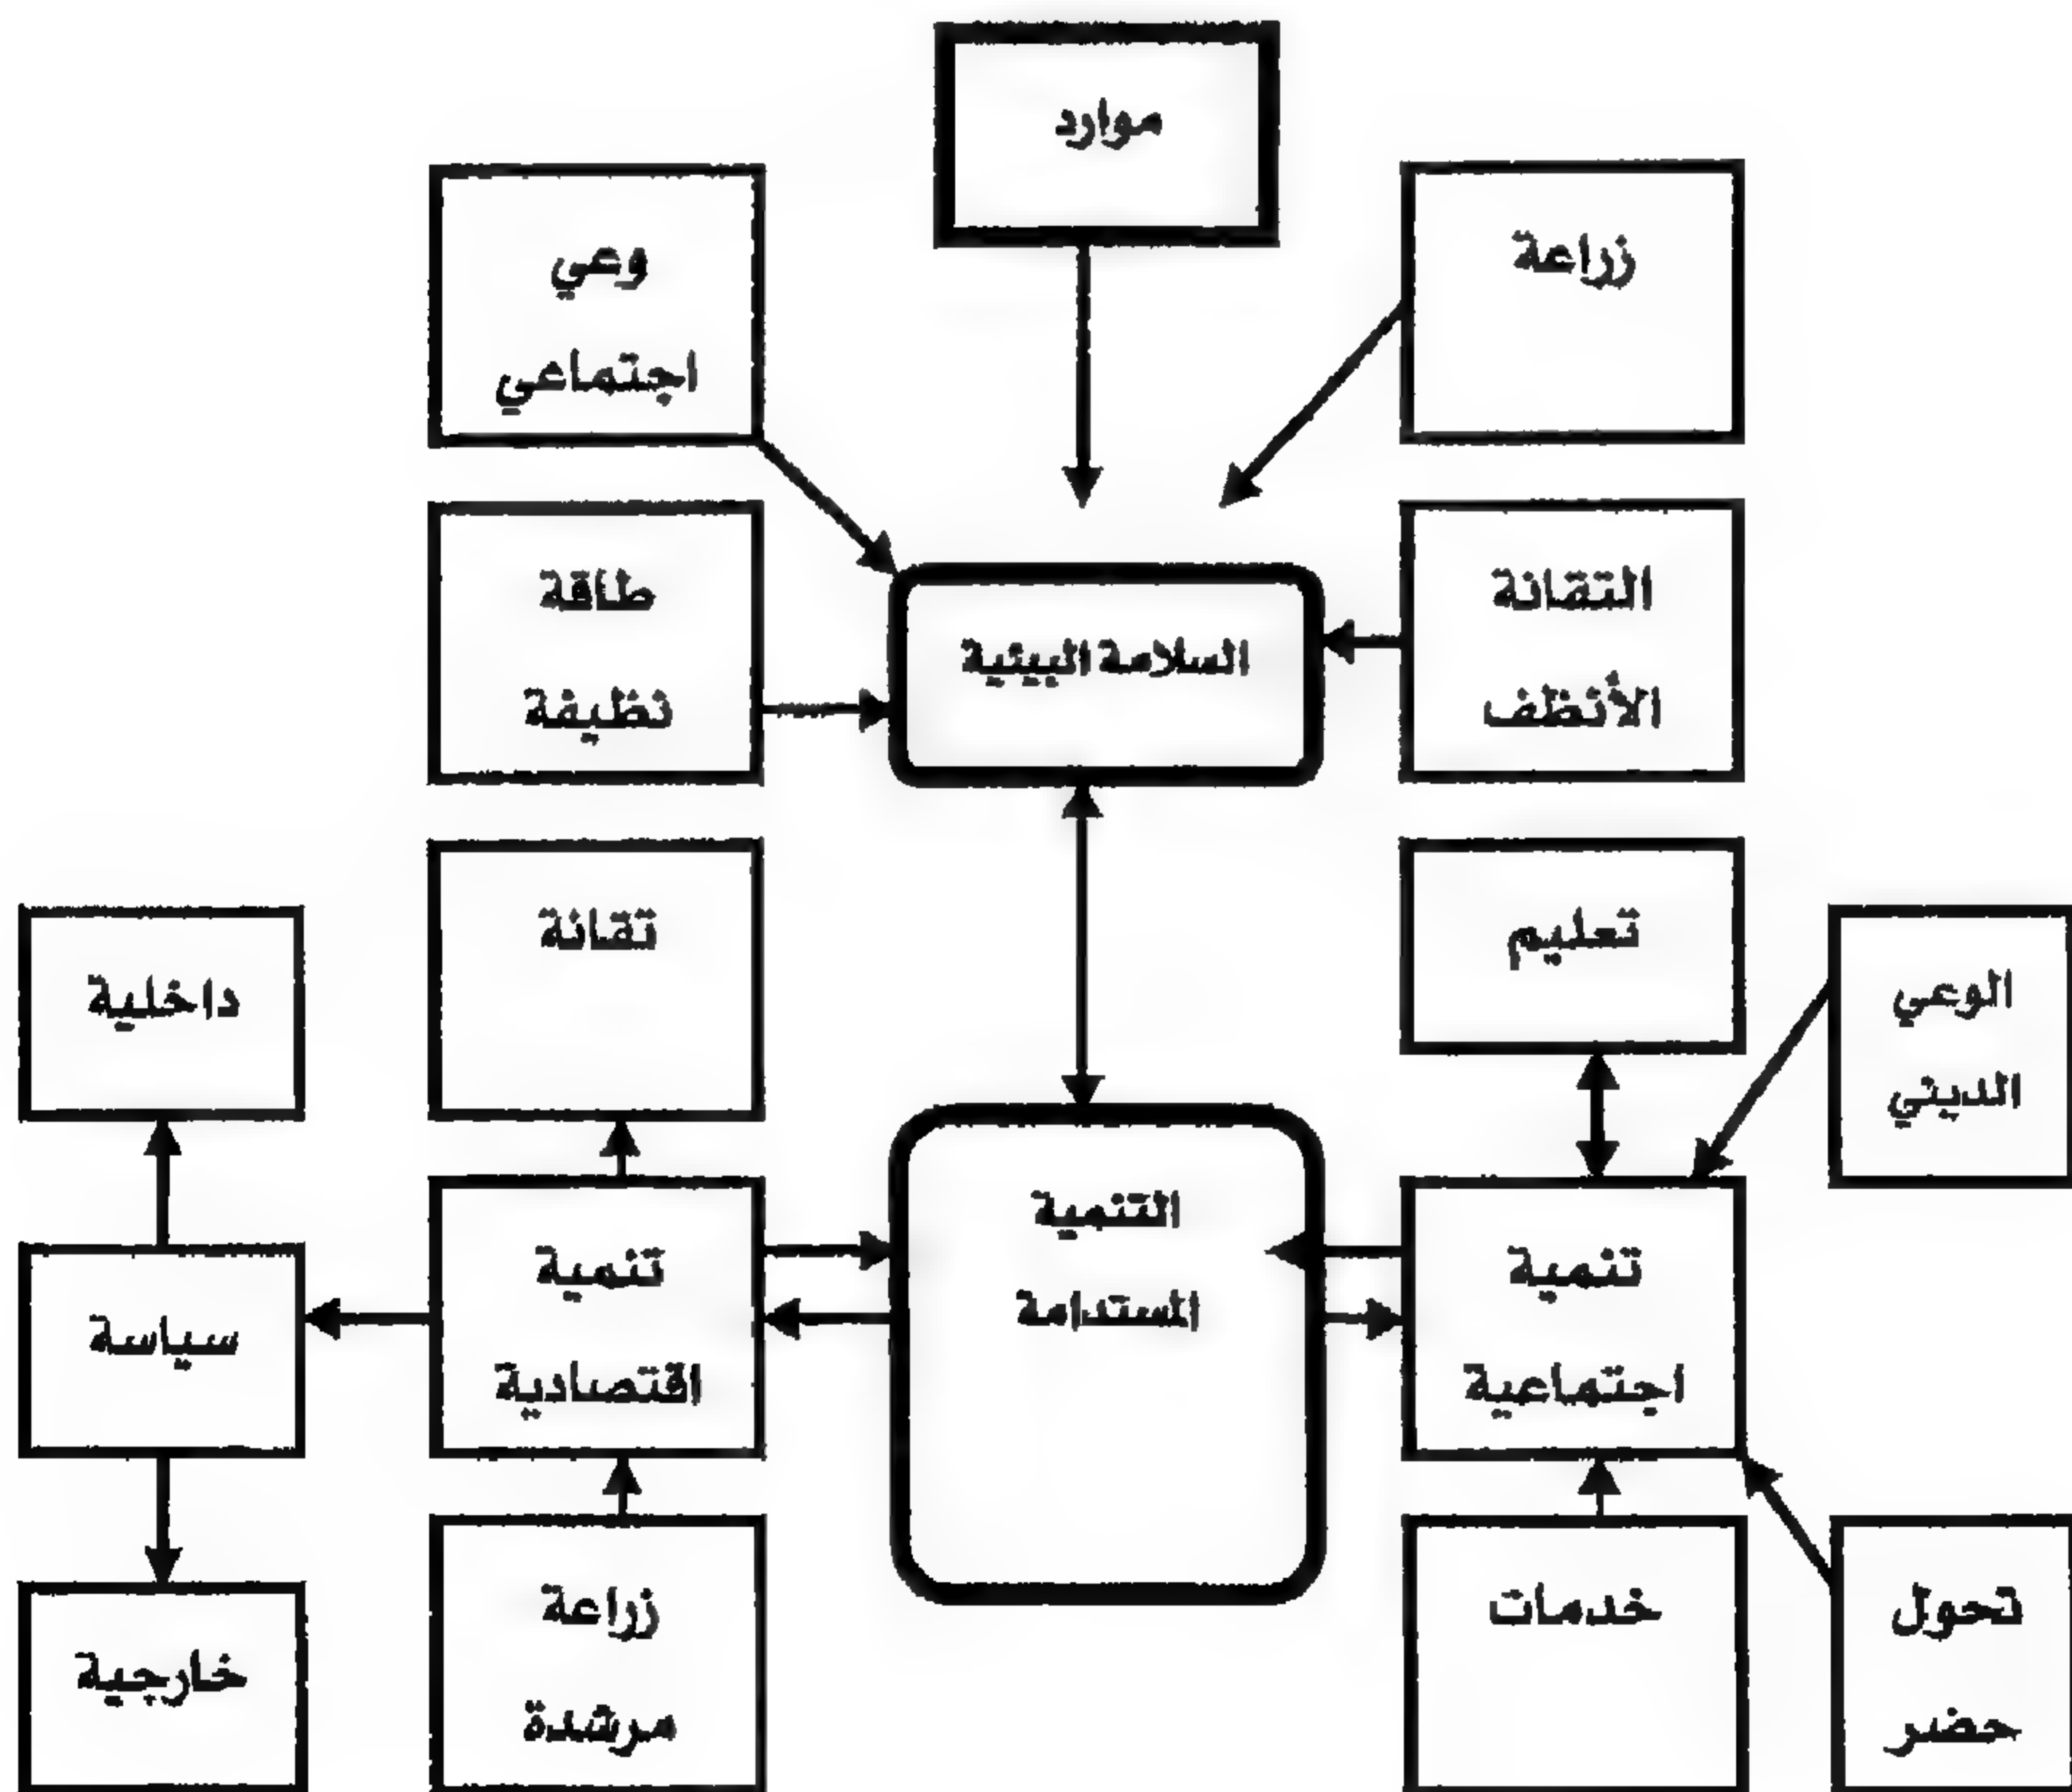 موارد
زراعة
وعي
اجتماعي
التقانة
الأنظف
السلامة البيئية
طاقة
نظيفة
تعليم
الوعي
الديني
تقانة
داخلية
التنمية
المستدامة
تنمية
اجتماعية
تنمية
اقتصادية
سياسة
خدمات
تحول
حضر
زراعة
مرشدة
خارجية